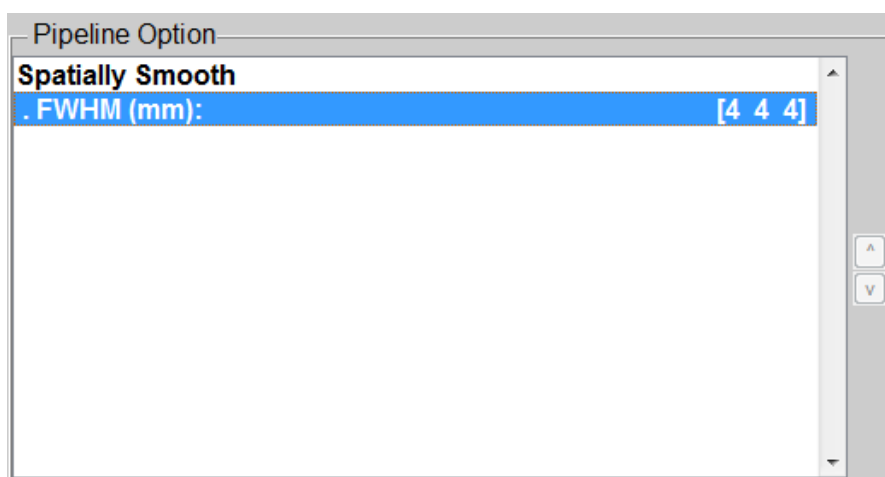 Pipeline Option
Spatially Smooth
. FWHM (mm): [4 4 4]